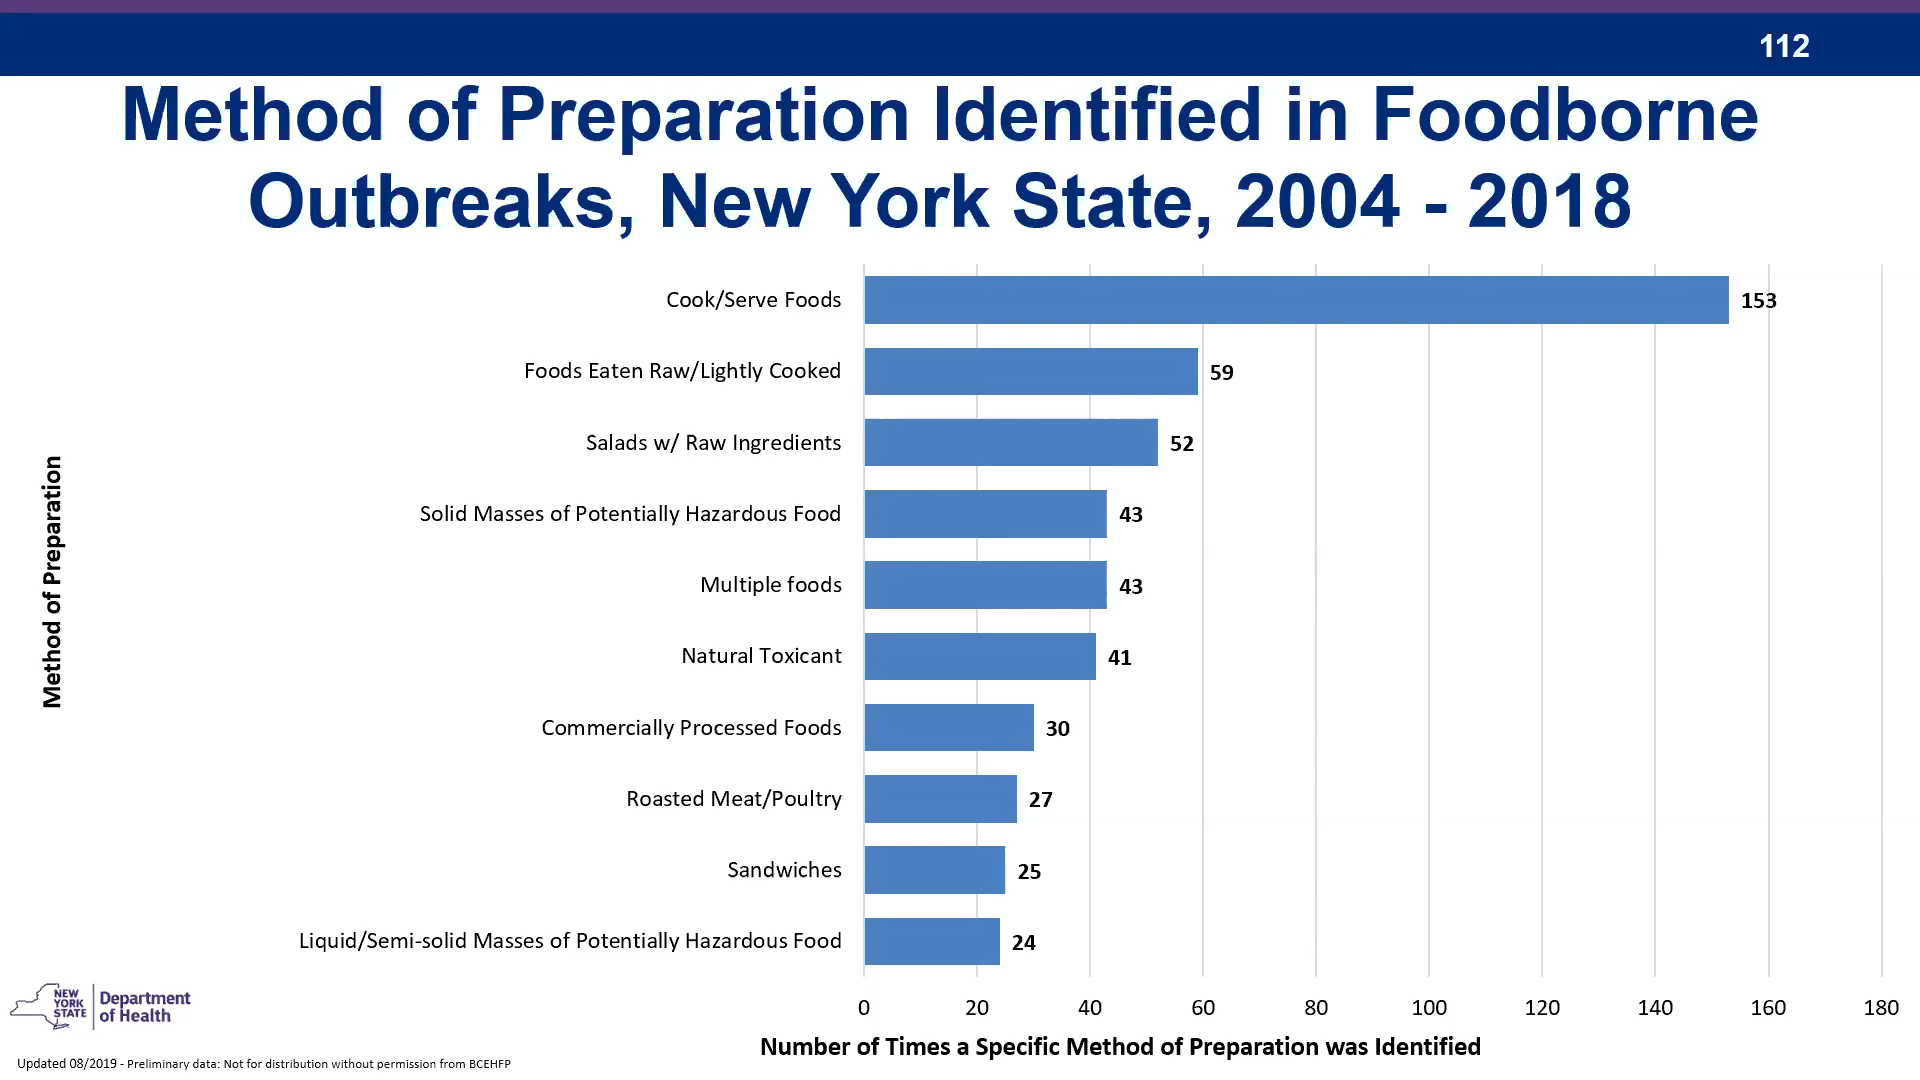 112
Method of Preparation Identified in Foodborne
Outbreaks, New York State, 2004 - 2018
Method of Preparation
Cook/Serve Foods
153
Foods Eaten Raw/Lightly Cooked
59
Salads w/ Raw Ingredients
52
Solid Masses of Potentially Hazardous Food
43
Multiple foods
43
Natural Toxicant
41
Commercially Processed Foods
30
Roasted Meat/Poultry
27
Sandwiches
25
Liquid/Semi-solid Masses of Potentially Hazardous Food
24
0 20 40 60 80 100 120 140 160 180
Number of Times a Specific Method of Preparation was Identified
NEW
YORK
STATE
Department
of Health
Updated 08/2019 - Preliminary data: Not for distribution without permission from BCEHFP